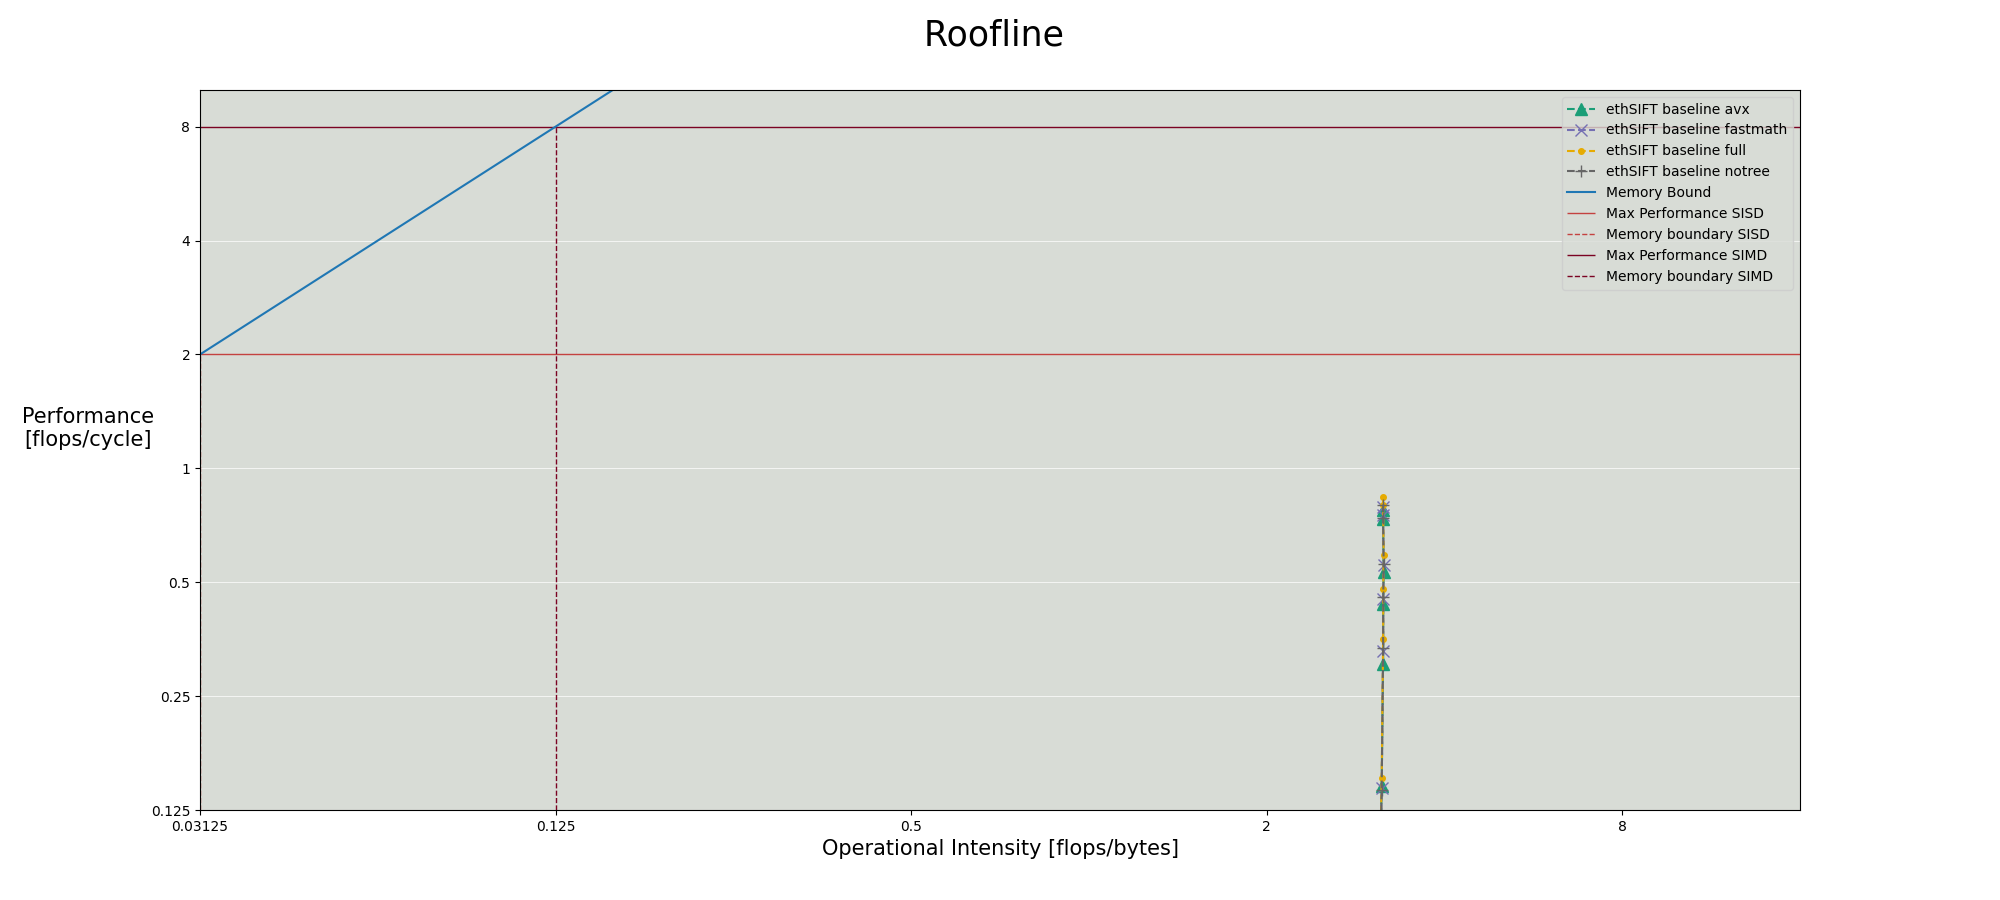 Roofline
8
4
2
1
0.5
0.25
0.125
Performance
[flops/cycle]
ethSIFT baseline avx
ethSIFT baseline fastmath
ethSIFT baseline full
ethSIFT baseline notree
Memory Bound
Max Performance SISD
Memory boundary SISD
Max Performance SIMD
Memory boundary SIMD
0.03125 0.125 0.5 2 8
Operational Intensity [flops/bytes]